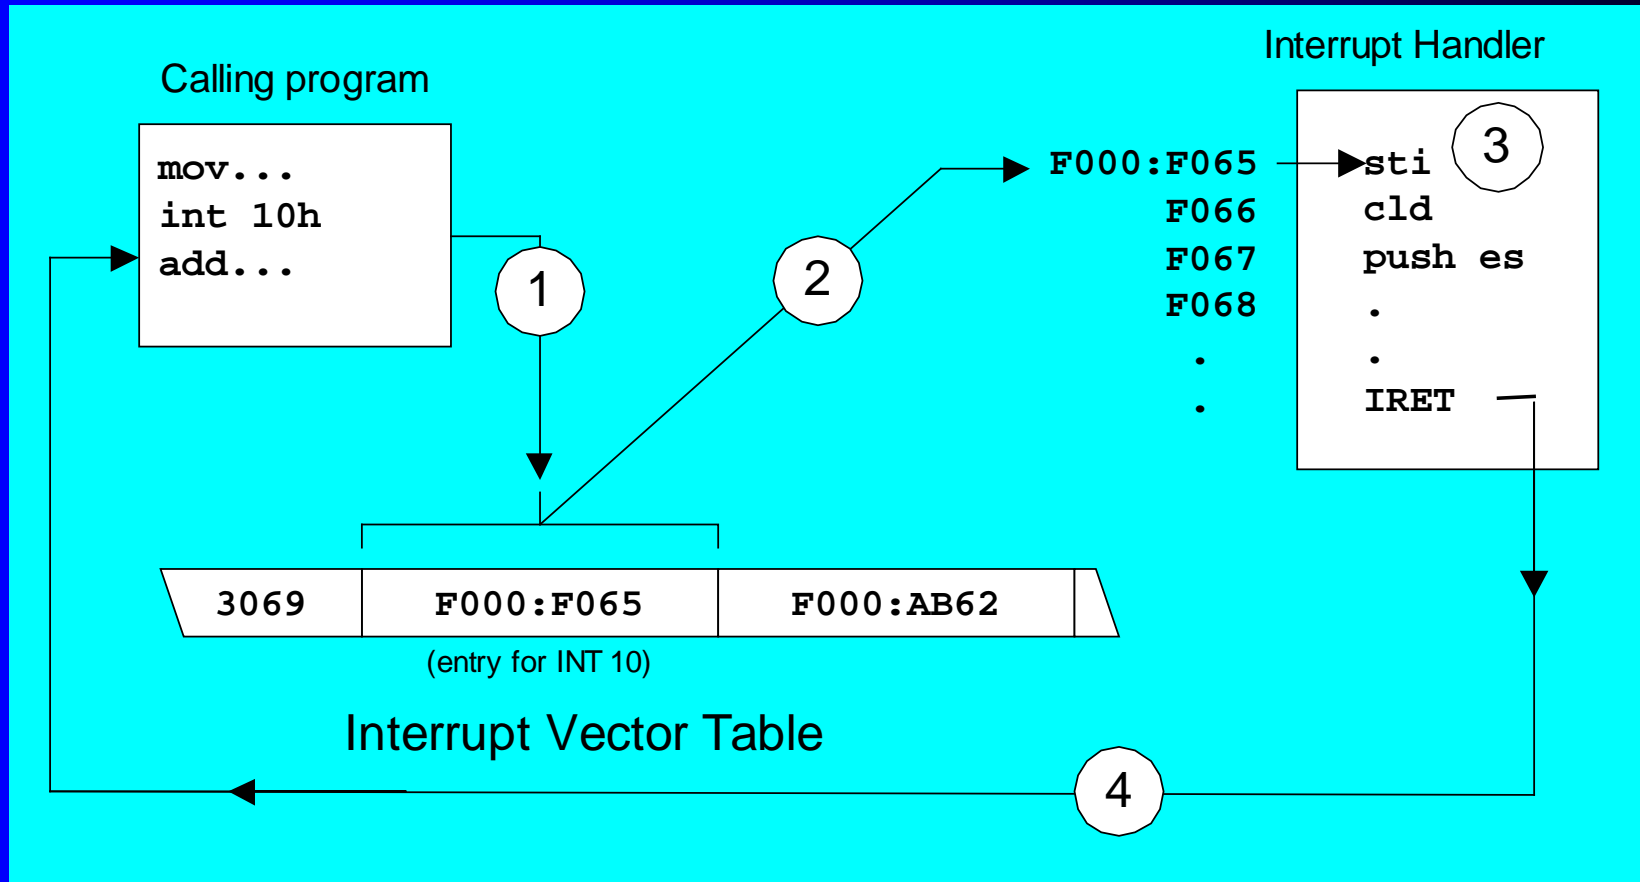 Calling program
mov...
int 10h
add...
1
2
Interrupt Handler
3
F000:F065 sti
F066 cld
F067 push es
F068 .
. .
. IRET
3069 F000:F065 F000:AB62
(entry for INT 10)
Interrupt Vector Table
4